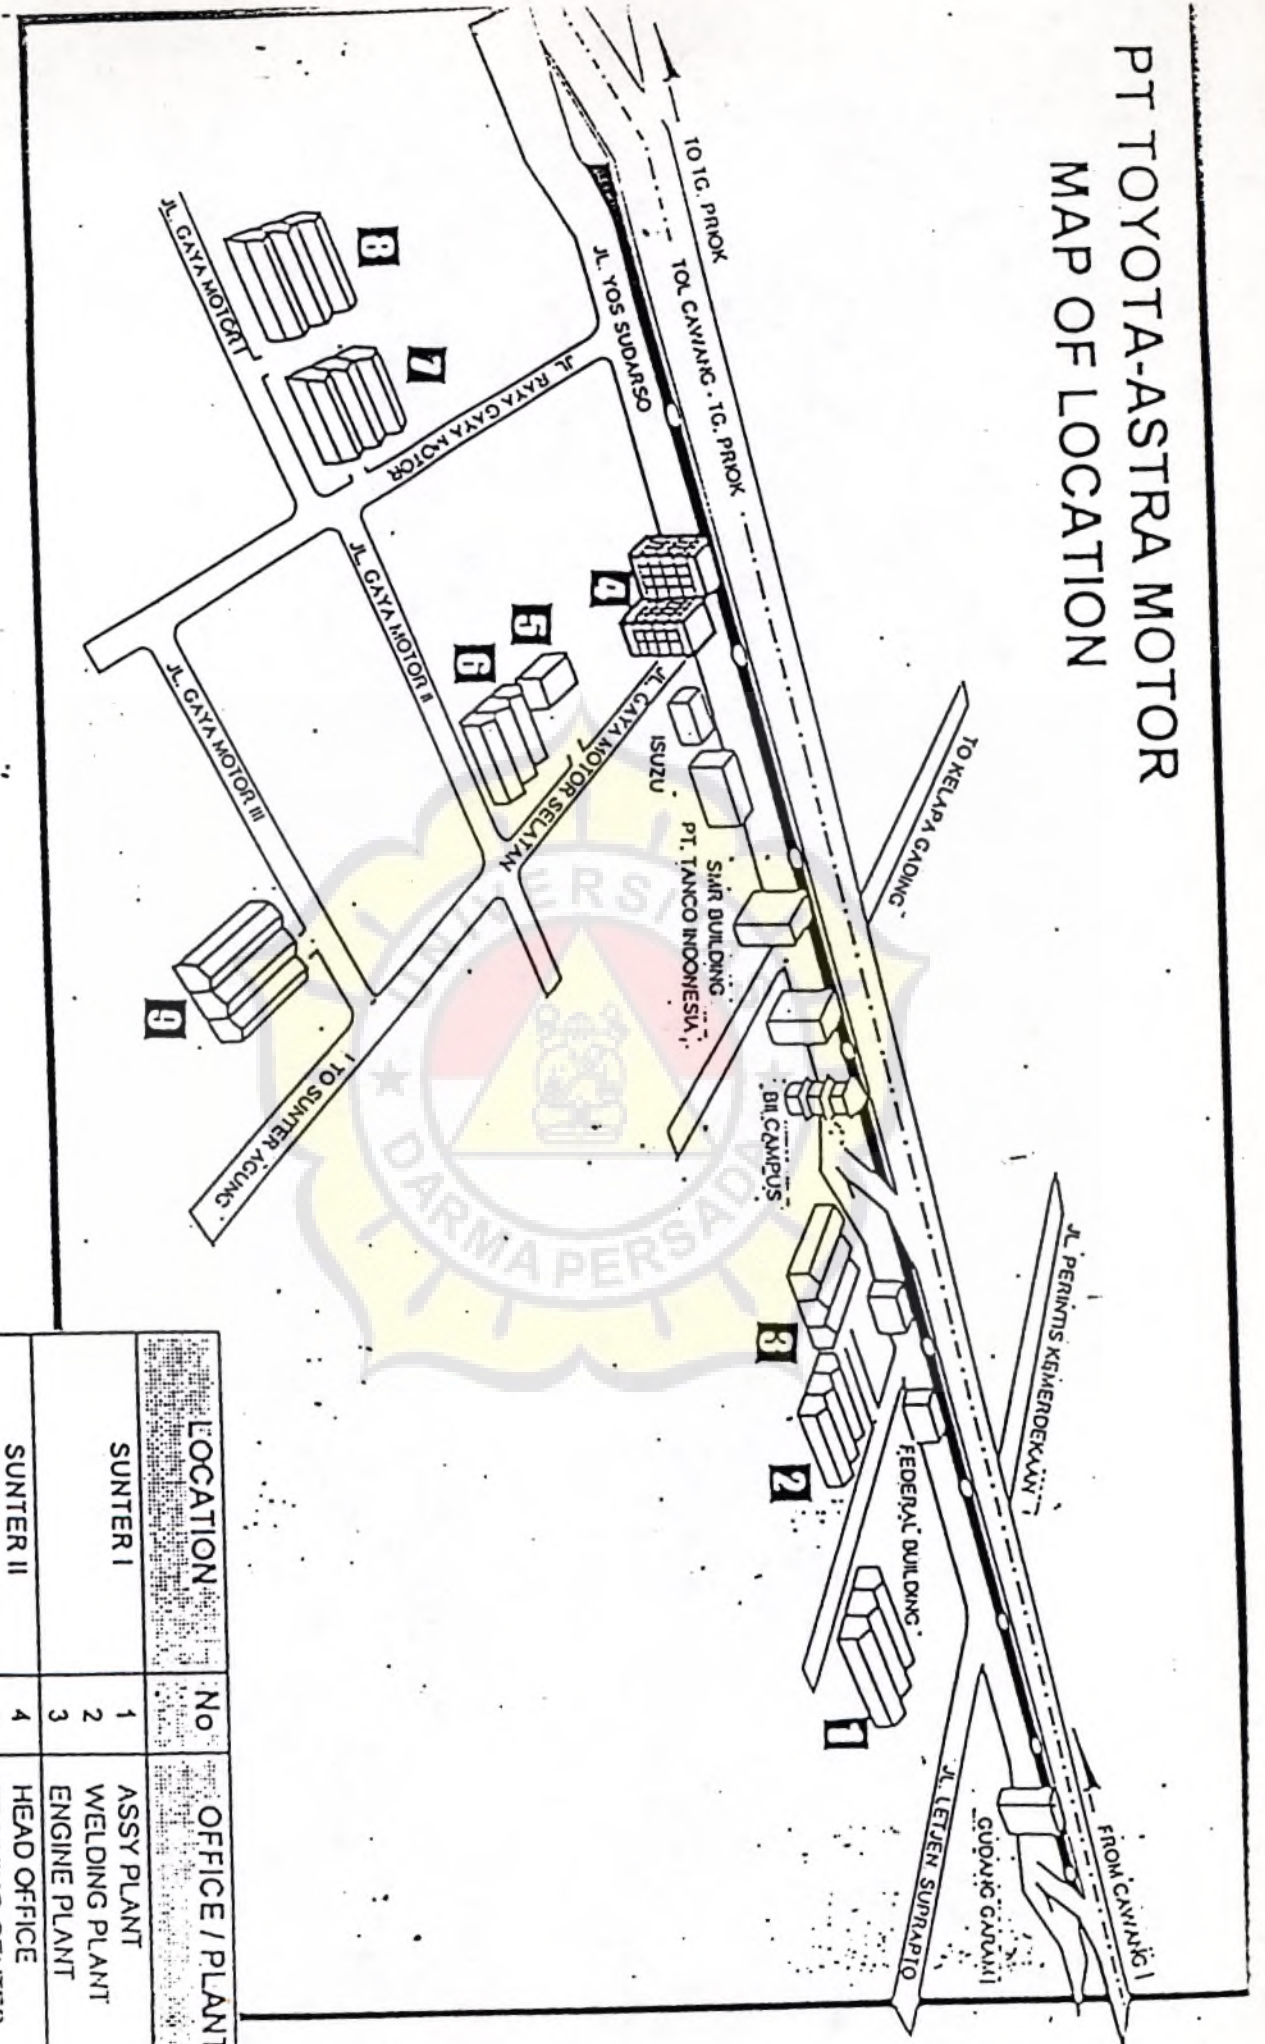 PT TOYOTA-ASTRA MOTOR
MAP OF LOCATION
TO TG. PRIOK
TOL CAWANG - TG. PRIOK
JL. YOS SUDARSO
TO KELAPA GADING
JL. PERINTIS KEMERDEKAAN
FROM CAWANG
8
JL. GAYA MOTOR I
7
JL. RAYA GAYA MOTOR
4
5
6
JL. GAYA MOTOR II
JL. GAYA MOTOR SELATAN
JL. GAYA MOTOR III
9
TO SUNTER AGUNG
ISUZU
SMR BUILDING
PT. TANCO INDONESIA
BII CAMPUS
3
2
FEDERAL BUILDING
1
JL. LETJEN. SUPRAPTO
GUDANG GARAM
UNIVERSITAS
DARMA PERSADA
LOCATION No OFFICE / PLANT
SUNTER I 1 ASSY PLANT
2 WELDING PLANT
3 ENGINE PLANT
SUNTER II 4 HEAD OFFICE